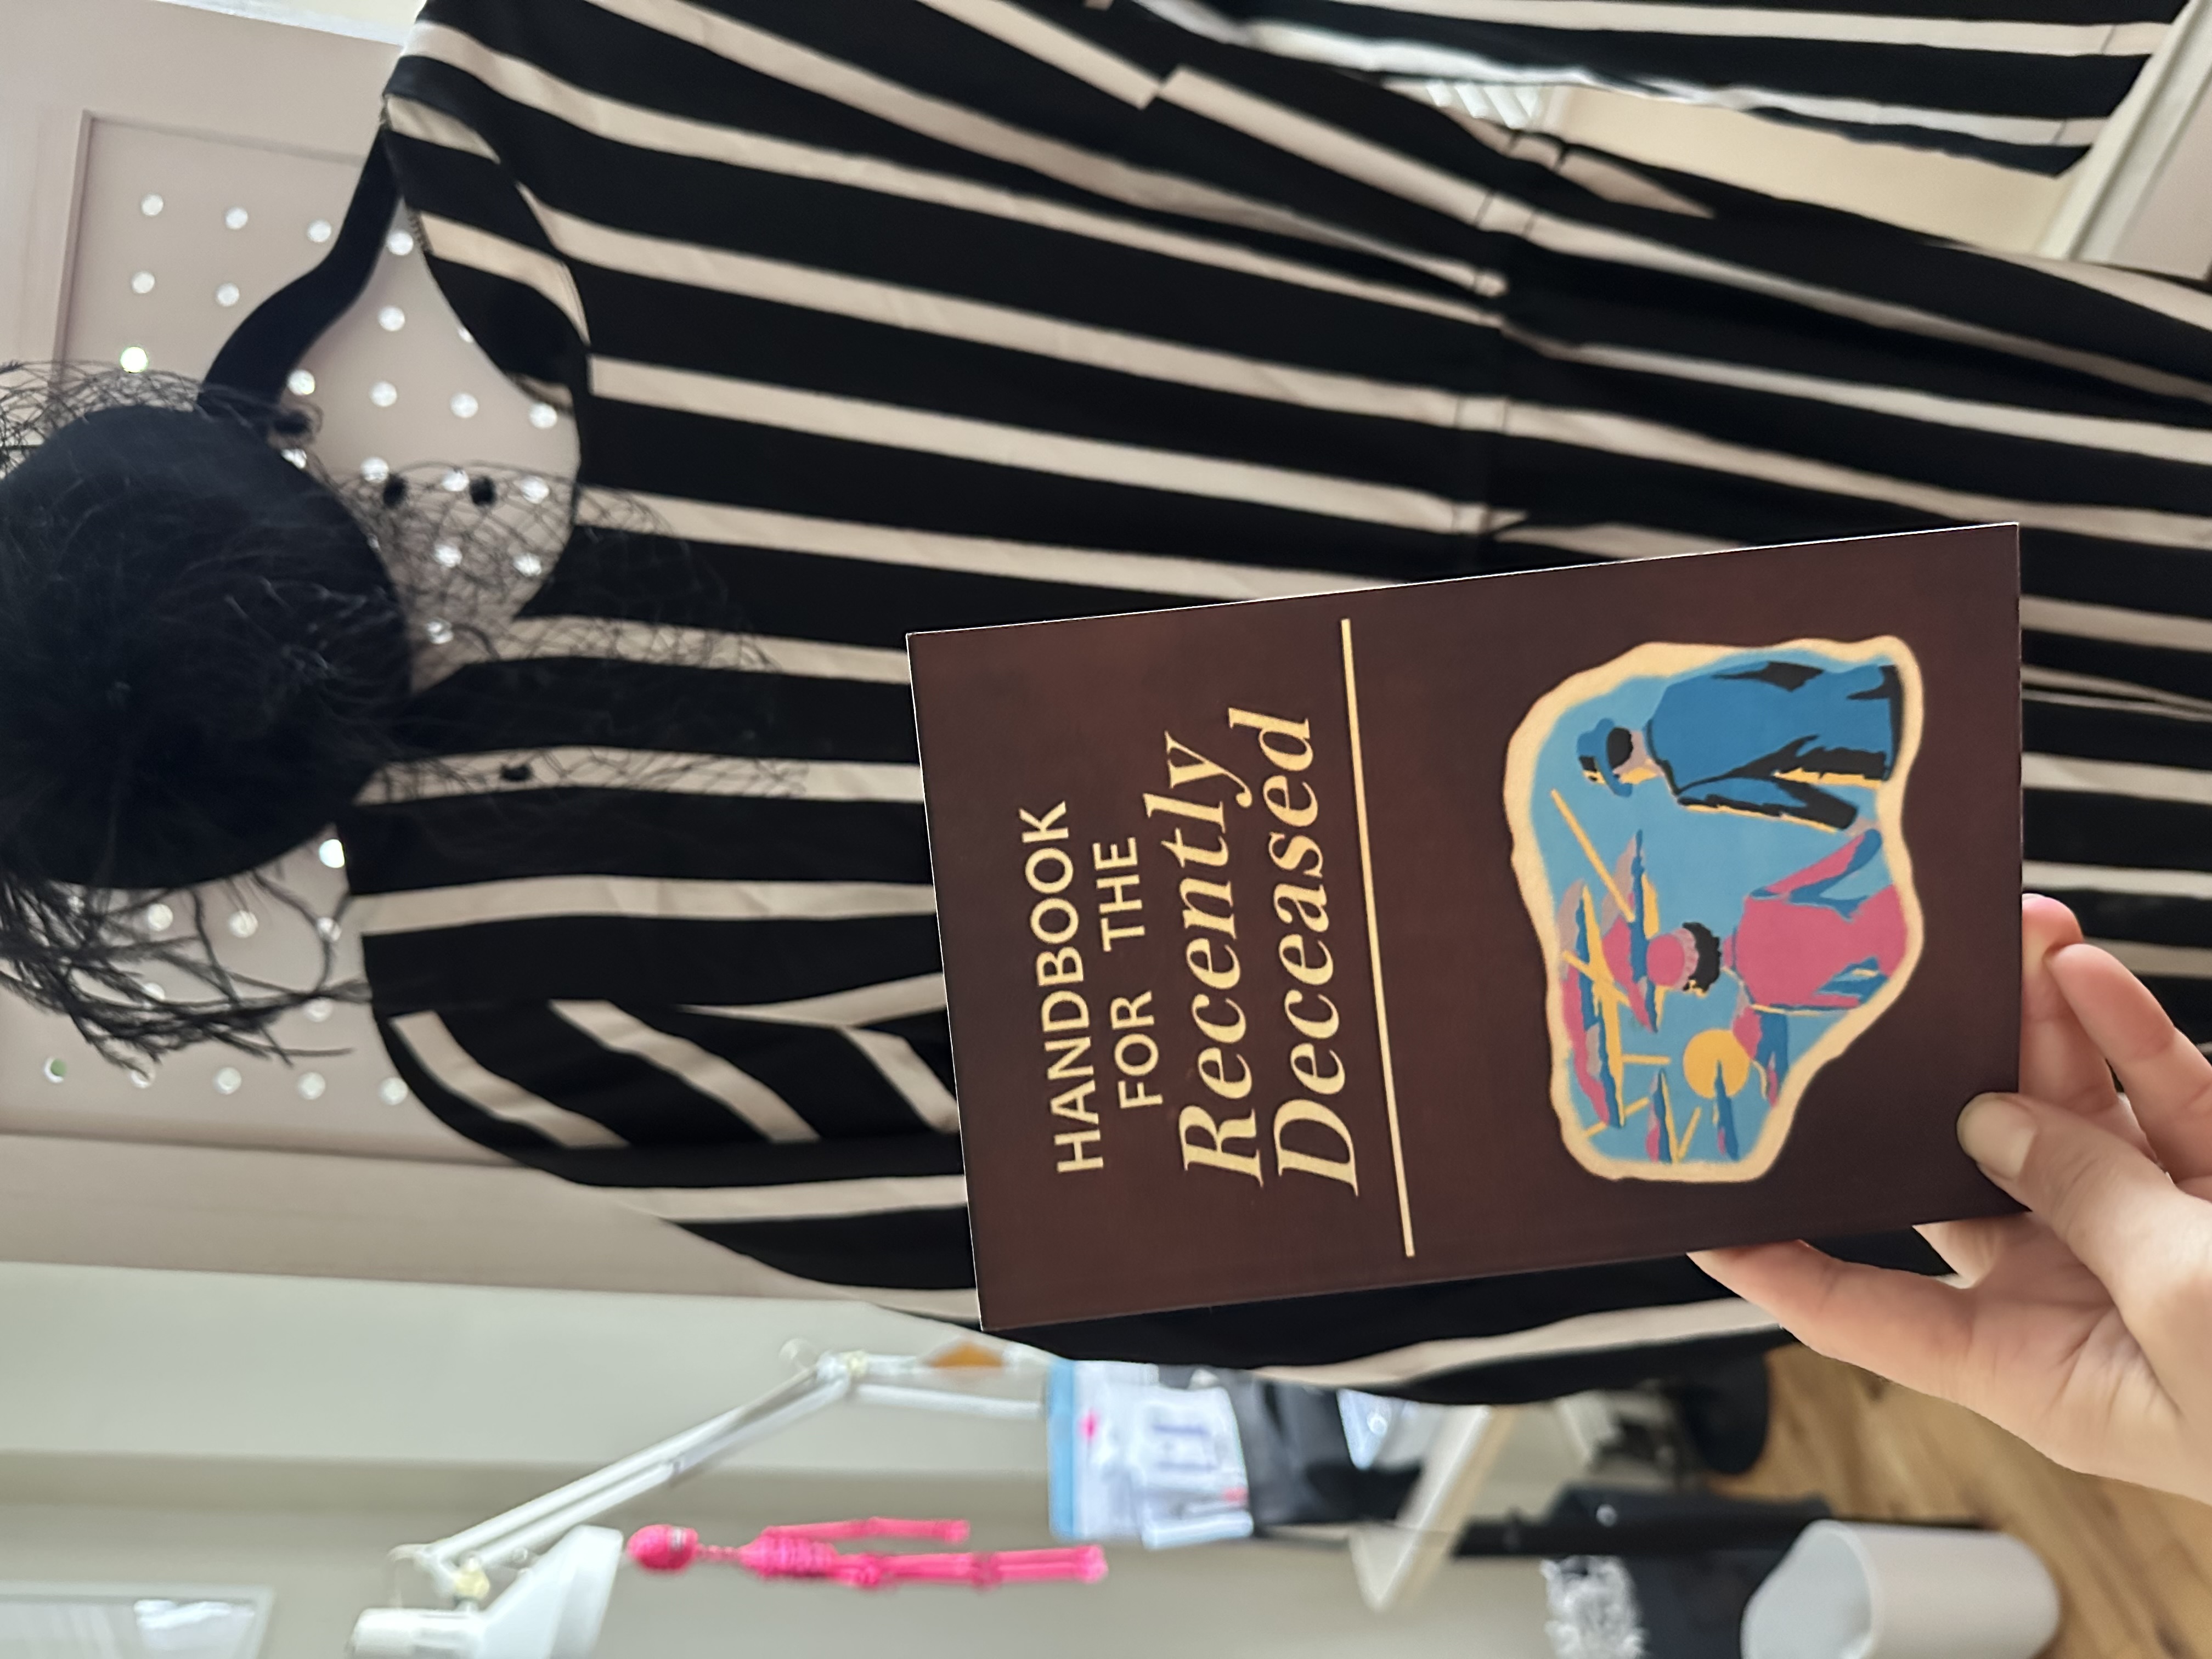 HANDBOOK
FOR THE
Recently
Deceased